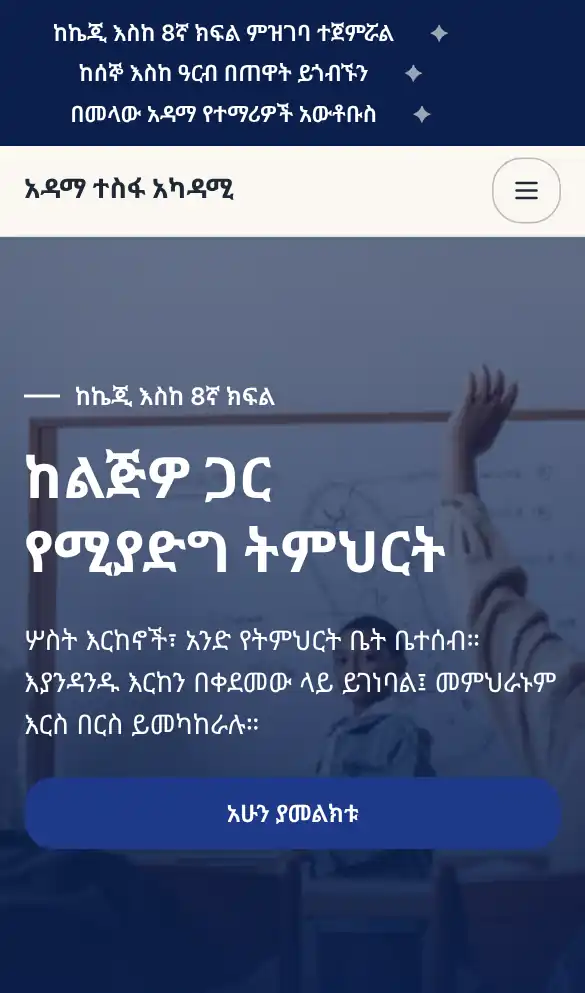 ከኬጂ እስከ 8ኛ ክፍል ምዝገባ ተጀምሯል
ከሰኞ እስከ ዓርብ በጠዋት ይጎብኙን
በመላው አዳማ የተማሪዎች አውቶቡስ
አዳማ ተስፋ አካዳሚ
ከኬጂ እስከ 8ኛ ክፍል
ከልጅዎ ጋር
የሚያድግ ትምህርት
ሦስት እርከኖች፣ አንድ የትምህርት ቤት ቤተሰብ።
እያንዳንዱ እርከን በቀደመው ላይ ይገነባል፤ መምህራኑም
እርስ በርስ ይመካከራሉ።
አሁን ያመልክቱ